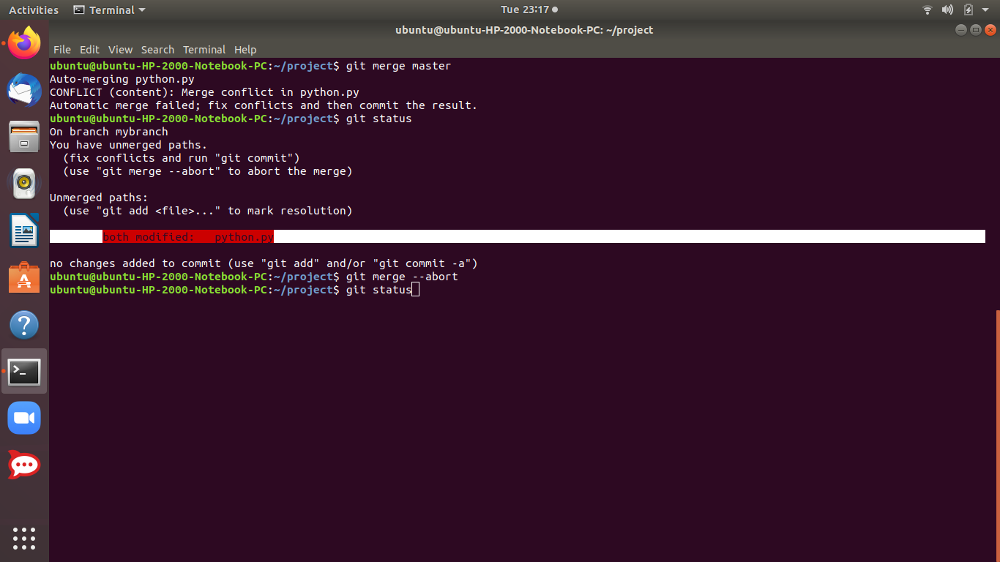 Activities Terminal Tue 23:17
ubuntu@ubuntu-HP-2000-Notebook-PC: ~/project
File Edit View Search Terminal Help
ubuntu@ubuntu-HP-2000-Notebook-PC:~/project$ git merge master
Auto-merging python.py
CONFLICT (content): Merge conflict in python.py
Automatic merge failed; fix conflicts and then commit the result.
ubuntu@ubuntu-HP-2000-Notebook-PC:~/project$ git status
On branch mybranch
You have unmerged paths.
  (fix conflicts and run "git commit")
  (use "git merge --abort" to abort the merge)

Unmerged paths:
  (use "git add <file>..." to mark resolution)

        both modified:   python.py

no changes added to commit (use "git add" and/or "git commit -a")
ubuntu@ubuntu-HP-2000-Notebook-PC:~/project$ git merge --abort
ubuntu@ubuntu-HP-2000-Notebook-PC:~/project$ git status